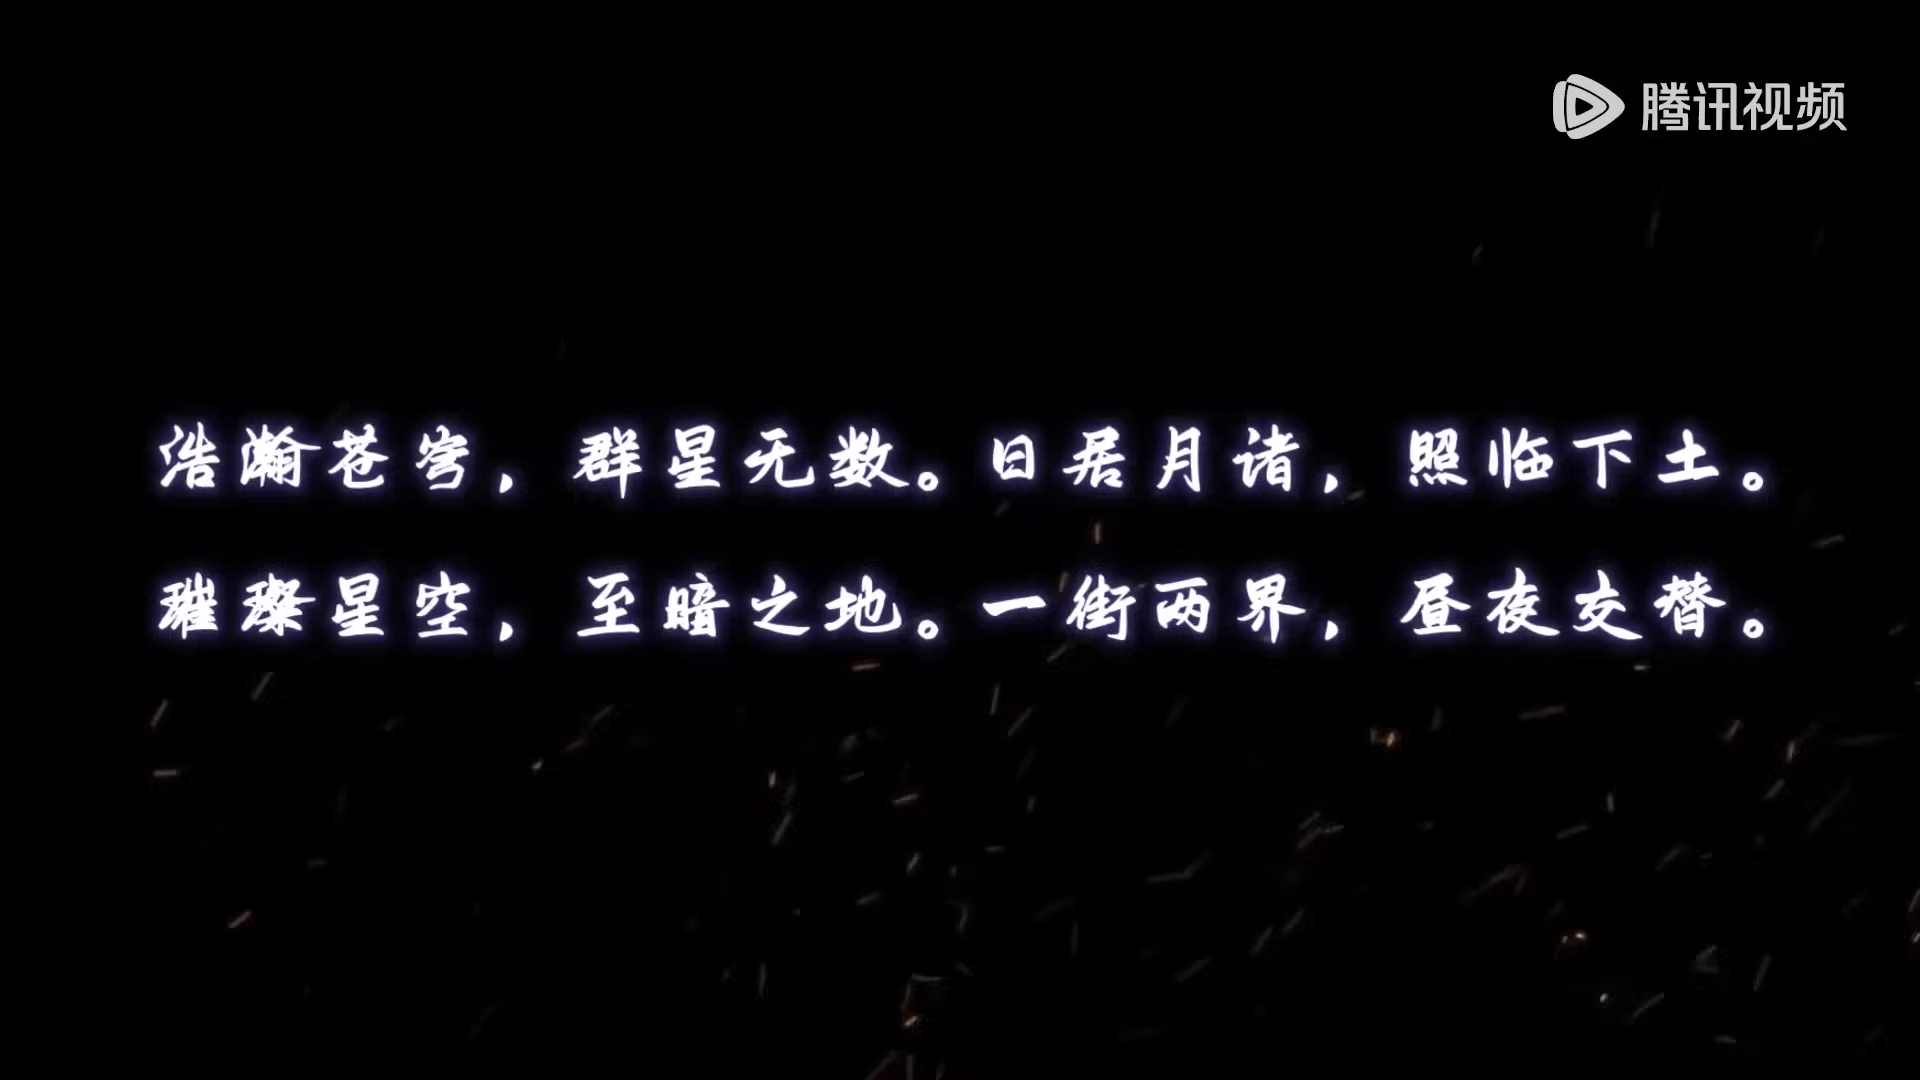 腾讯视频
浩瀚苍穹，群星无数。日居月诸，照临下土。
璀璨星空，至暗之地。一街两界，昼夜交替。